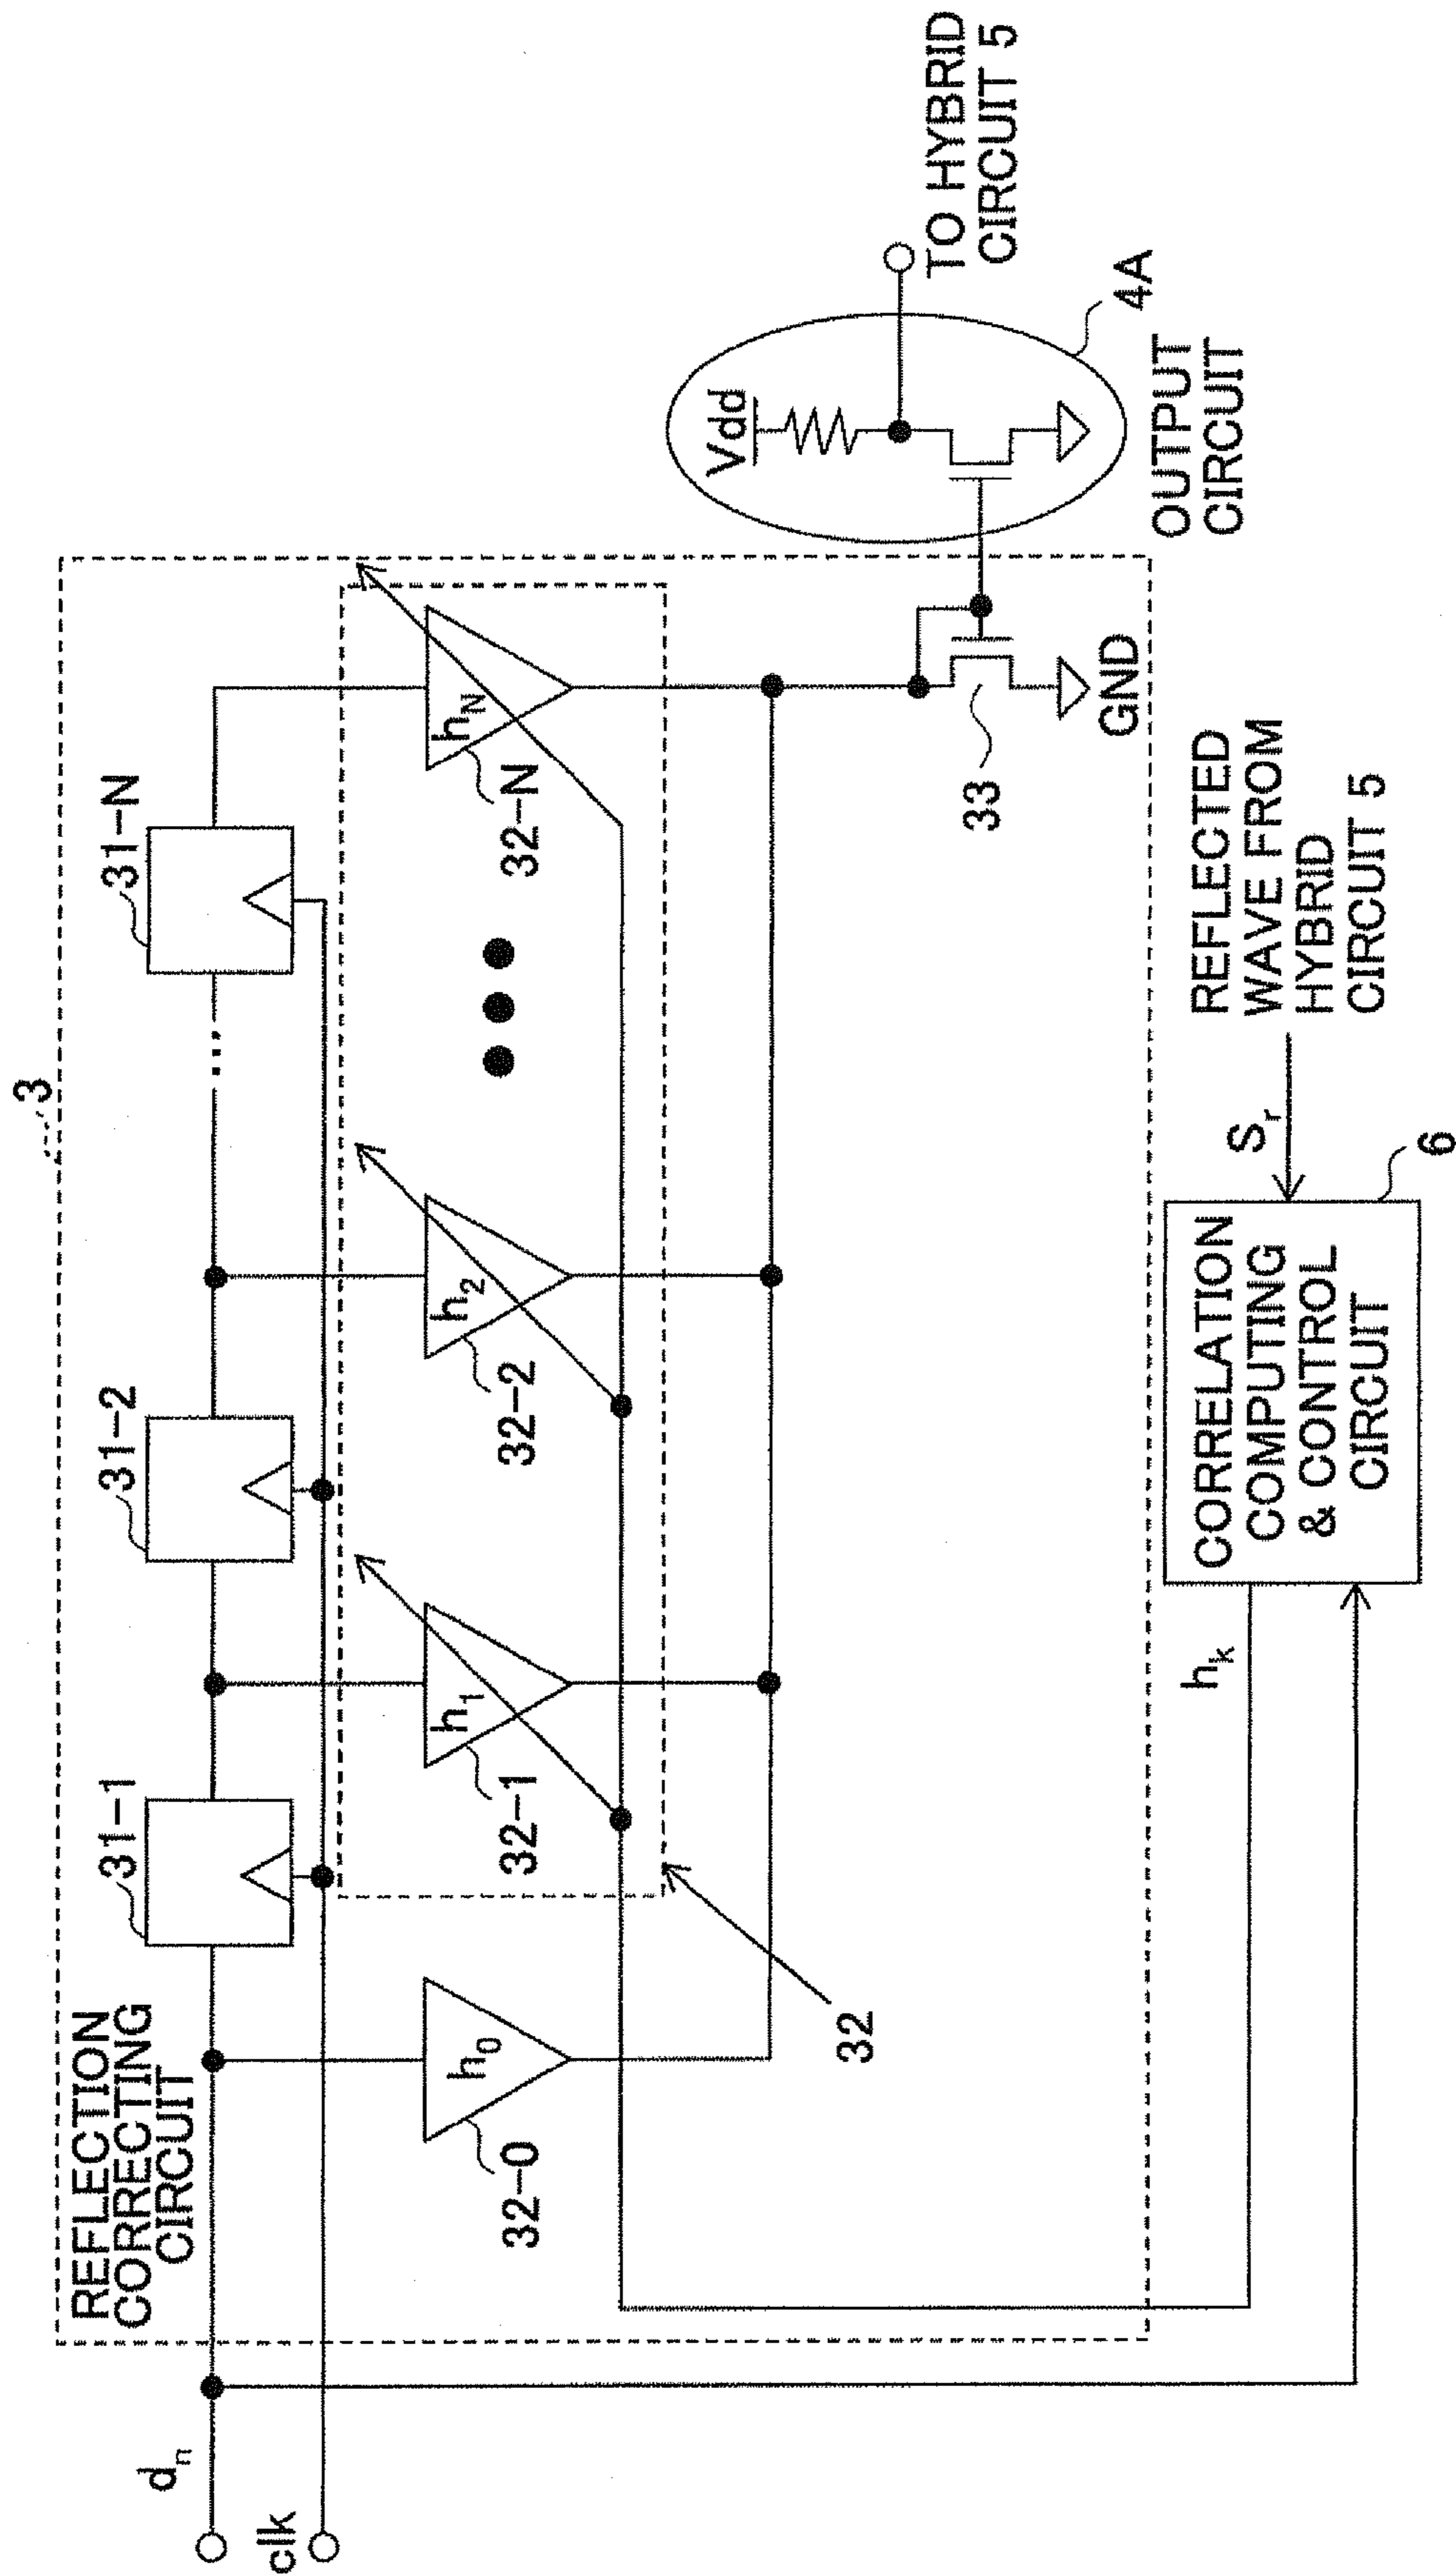 3
REFLECTION
CORRECTING
CIRCUIT
31-1
31-2
31-N
...
dn
clk
h0
h1
h2
hN
32-0
32-1
32-2
32-N
32
33
GND
Vdd
TO HYBRID
CIRCUIT 5
4A
OUTPUT
CIRCUIT
REFLECTED
WAVE FROM
HYBRID
CIRCUIT 5
Sr
hk
6
CORRELATION
COMPUTING
& CONTROL
CIRCUIT